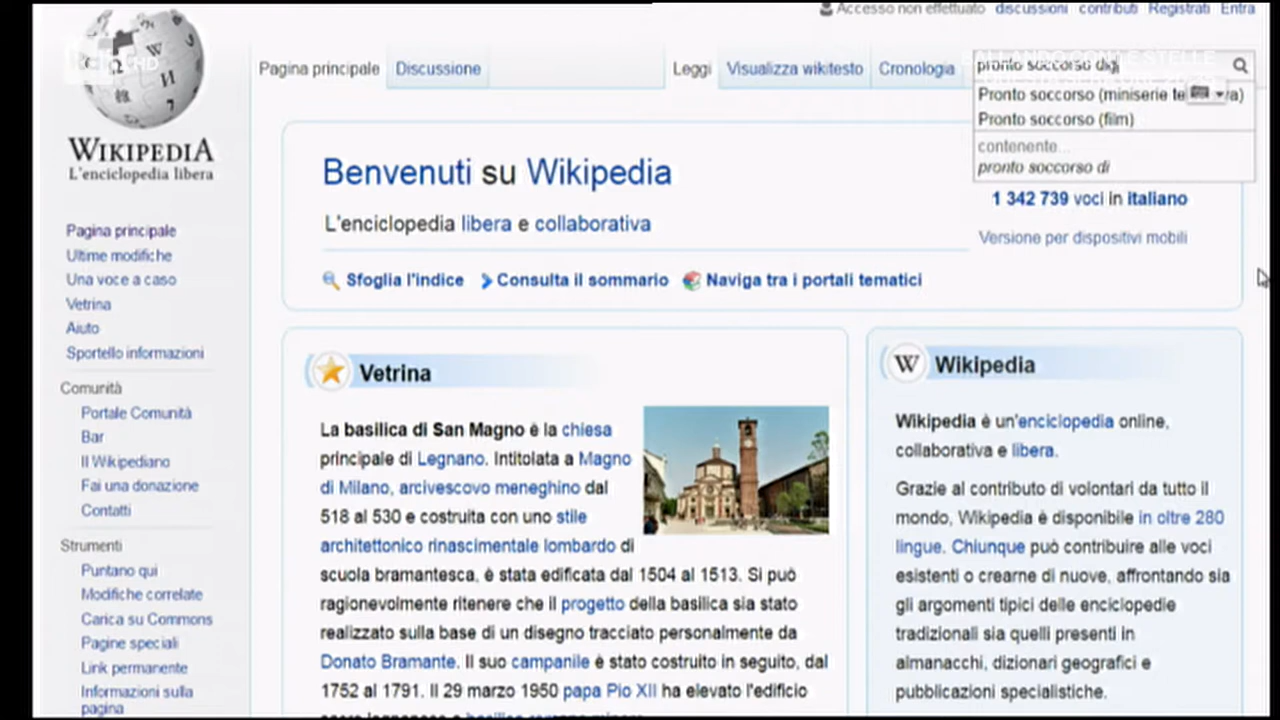 Accesso non effettuato discussioni contributi Registrati Entra
Pagina principale Discussione Leggi Visualizza wikitesto Cronologia pronto soccorso digi
Pronto soccorso (miniserie
Pronto soccorso (film)
contenente...
pronto soccorso di
WIKIPEDIA
L'enciclopedia libera
Pagina principale
Ultime modifiche
Una voce a caso
Vetrina
Aiuto
Sportello informazioni
Comunità
Portale Comunità
Bar
Il Wikipediano
Fai una donazione
Contatti
Strumenti
Puntano qui
Modifiche correlate
Carica su Commons
Pagine speciali
Link permanente
Informazioni sulla
pagina
Benvenuti su Wikipedia
L'enciclopedia libera e collaborativa
1 342 739 voci in italiano
Versione per dispositivi mobili
Sfoglia l'indice Consulta il sommario Naviga tra i portali tematici
Vetrina
La basilica di San Magno è la chiesa
principale di Legnano. Intitolata a Magno
di Milano, arcivescovo meneghino dal
518 al 530 e costruita con uno stile
architettonico rinascimentale lombardo di
scuola bramantesca, è stata edificata dal 1504 al 1513. Si può
ragionevolmente ritenere che il progetto della basilica sia stato
realizzato sulla base di un disegno tracciato personalmente da
Donato Bramante. Il suo campanile è stato costruito in seguito, dal
1752 al 1791. Il 29 marzo 1950 papa Pio XII ha elevato l'edificio
Wikipedia
Wikipedia è un'enciclopedia online,
collaborativa e libera.
Grazie al contributo di volontari da tutto il
mondo, Wikipedia è disponibile in oltre 280
lingue. Chiunque può contribuire alle voci
esistenti o crearne di nuove, affrontando sia
gli argomenti tipici delle enciclopedie
tradizionali sia quelli presenti in
almanacchi, dizionari geografici e
pubblicazioni specialistiche.